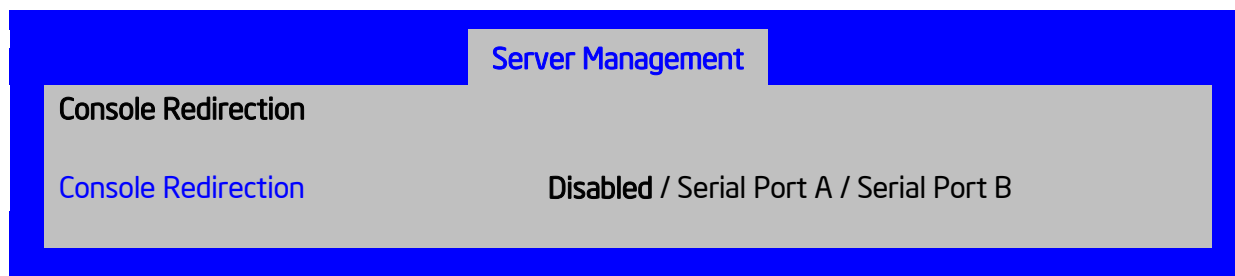 Server Management
Console Redirection
Console Redirection Disabled / Serial Port A / Serial Port B